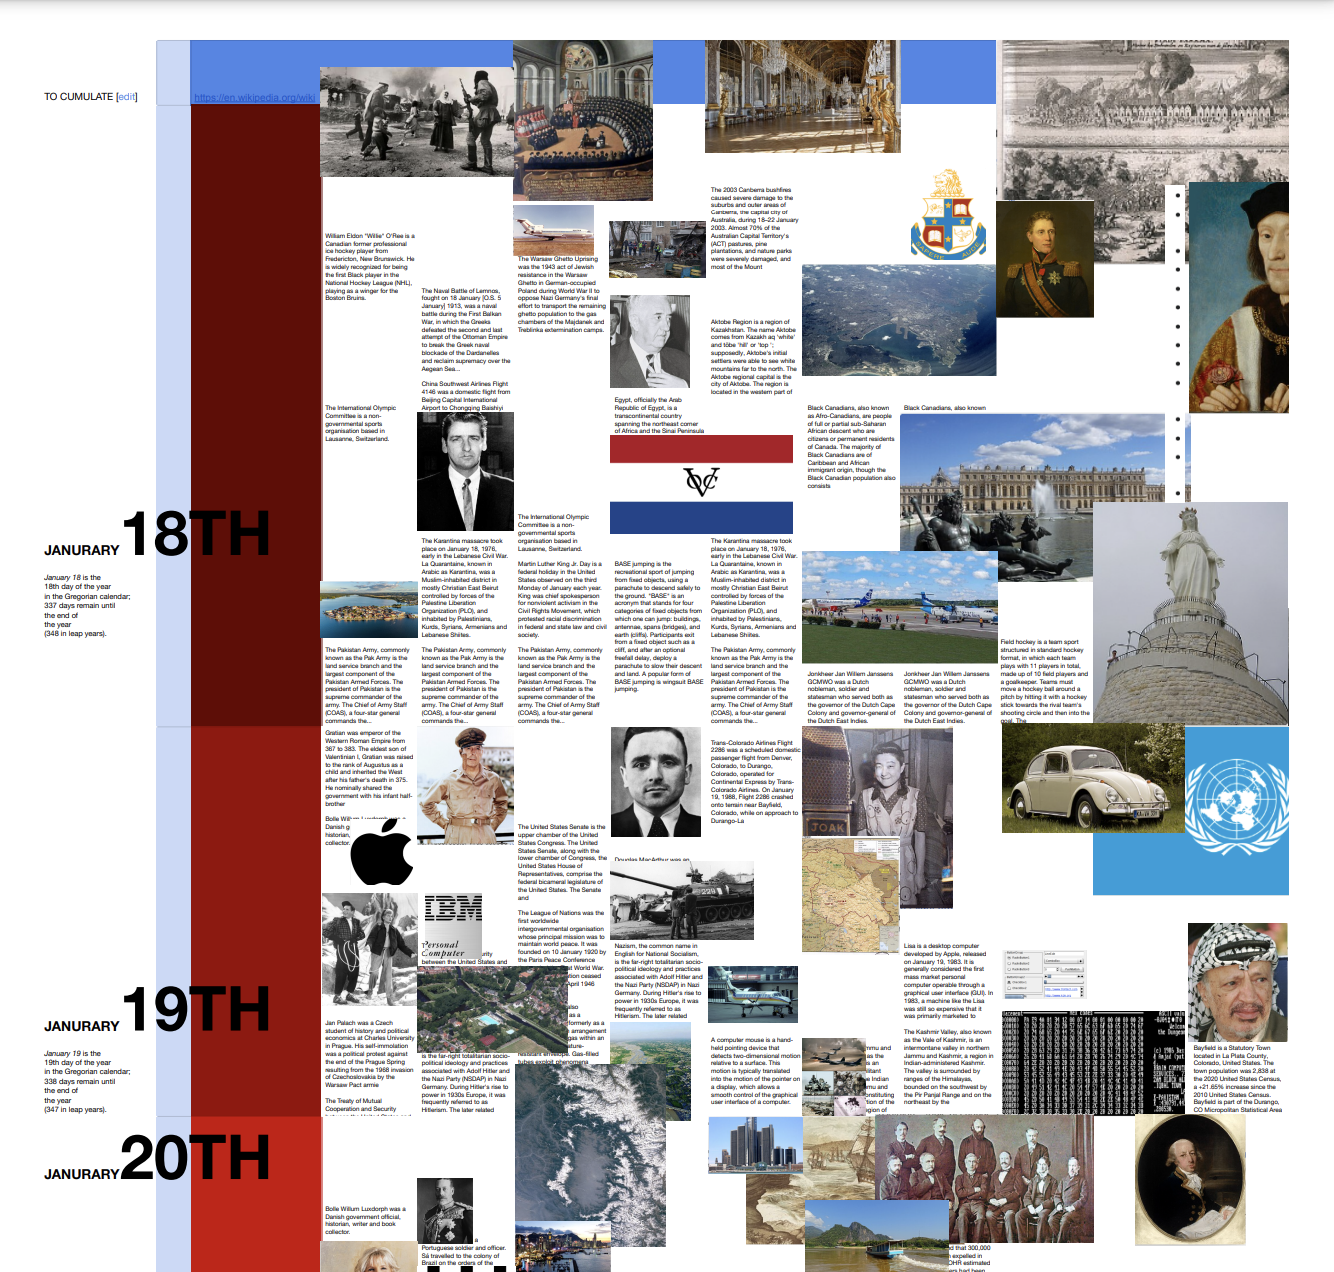 TO CUMULATE [edit]
https://en.wikipedia.org/wiki
JANURARY 18TH
January 18 is the
18th day of the year
in the Gregorian calendar;
337 days remain until
the end of
the year
(348 in leap years).
William Eldon "Willie" O'Ree is a
Canadian former professional
ice hockey player from
Fredericton, New Brunswick. He
is widely recognized for being
the first Black player in the
National Hockey League (NHL),
playing as a winger for the
Boston Bruins.
The International Olympic
Committee is a non-
governmental sports
organisation based in
Lausanne, Switzerland.
The Pakistan Army, commonly
known as the Pak Army is the
land service branch and the
largest component of the
Pakistan Armed Forces. The
president of Pakistan is the
supreme commander of the
army. The Chief of Army Staff
(COAS), a four-star general
commands the...
The Naval Battle of Lemnos,
fought on 18 January [O.S. 5
January] 1913, was a naval
battle during the First Balkan
War, in which the Greeks
defeated the second and last
attempt of the Ottoman Empire
to break the Greek naval
blockade of the Dardanelles
and reclaim supremacy over the
Aegean Sea...
China Southwest Airlines Flight
4146 was a domestic flight from
Beijing Capital International
Airport to Chongqing Baishiyi
The Karantina massacre took
place on January 18, 1976,
early in the Lebanese Civil War.
La Quarantaine, known in
Arabic as Karantina, was a
Muslim-inhabited district in
mostly Christian East Beirut
controlled by forces of the
Palestine Liberation
Organization (PLO), and
inhabited by Palestinians,
Kurds, Syrians, Armenians and
Lebanese Shiites.
The Pakistan Army, commonly
known as the Pak Army is the
land service branch and the
largest component of the
Pakistan Armed Forces. The
president of Pakistan is the
supreme commander of the
army. The Chief of Army Staff
(COAS), a four-star general
commands the...
The Warsaw Ghetto Uprising
was the 1943 act of Jewish
resistance in the Warsaw
Ghetto in German-occupied
Poland during World War II to
oppose Nazi Germany's final
effort to transport the remaining
ghetto population to the gas
chambers of the Majdanek and
Treblinka extermination camps.
The International Olympic
Committee is a non-
governmental sports
organisation based in
Lausanne, Switzerland.
Martin Luther King Jr. Day is a
federal holiday in the United
States observed on the third
Monday of January each year.
King was chief spokesperson
for nonviolent activism in the
Civil Rights Movement, which
protested racial discrimination
in federal and state law and civil
society.
The Pakistan Army, commonly
known as the Pak Army is the
land service branch and the
largest component of the
Pakistan Armed Forces. The
president of Pakistan is the
supreme commander of the
army. The Chief of Army Staff
(COAS), a four-star general
commands the...
Egypt, officially the Arab
Republic of Egypt, is a
transcontinental country
spanning the northeast corner
of Africa and the Sinai Peninsula
VOC
BASE jumping is the
recreational sport of jumping
from fixed objects, using a
parachute to descend safely to
the ground. "BASE" is an
acronym that stands for four
categories of fixed objects from
which one can jump: buildings,
antennae, spans (bridges), and
earth (cliffs). Participants exit
from a fixed object such as a
cliff, and after an optional
freefall delay, deploy a
parachute to slow their descent
and land. A popular form of
BASE jumping is wingsuit BASE
jumping.
The 2003 Canberra bushfires
caused severe damage to the
suburbs and outer areas of
Canberra, the capital city of
Australia, during 18–22 January
2003. Almost 70% of the
Australian Capital Territory's
(ACT) pastures, pine
plantations, and nature parks
were severely damaged, and
most of the Mount
Aktobe Region is a region of
Kazakhstan. The name Aktobe
comes from Kazakh aq 'white'
and töbe 'hill' or 'top ';
supposedly, Aktobe's initial
settlers were able to see white
mountains far to the north. The
Aktobe regional capital is the
city of Aktobe. The region is
located in the western part of
The Karantina massacre took
place on January 18, 1976,
early in the Lebanese Civil War.
La Quarantaine, known in
Arabic as Karantina, was a
Muslim-inhabited district in
mostly Christian East Beirut
controlled by forces of the
Palestine Liberation
Organization (PLO), and
inhabited by Palestinians,
Kurds, Syrians, Armenians and
Lebanese Shiites.
The Pakistan Army, commonly
known as the Pak Army is the
land service branch and the
largest component of the
Pakistan Armed Forces. The
president of Pakistan is the
supreme commander of the
army. The Chief of Army Staff
(COAS), a four-star general
commands the...
SAPERE AUDE
Black Canadians, also known
as Afro-Canadians, are people
of full or partial sub-Saharan
African descent who are
citizens or permanent residents
of Canada. The majority of
Black Canadians are of
Caribbean and African
immigrant origin, though the
Black Canadian population also
consists
Black Canadians, also known
Jonkheer Jan Willem Janssens
GCMWO was a Dutch
nobleman, soldier and
statesman who served both as
the governor of the Dutch Cape
Colony and governor-general of
the Dutch East Indies.
Jonkheer Jan Willem Janssens
GCMWO was a Dutch
nobleman, soldier and
statesman who served both as
the governor of the Dutch Cape
Colony and governor-general of
the Dutch East Indies.
Field hockey is a team sport
structured in standard hockey
format, in which each team
plays with 11 players in total,
made up of 10 field players and
a goalkeeper. Teams must
move a hockey ball around a
pitch by hitting it with a hockey
stick towards the rival team's
shooting circle and then into the
goal. The
JANURARY 19TH
January 19 is the
19th day of the year
in the Gregorian calendar;
338 days remain until
the end of
the year
(347 in leap years).
Gratian was emperor of the
Western Roman Empire from
367 to 383. The eldest son of
Valentinian I, Gratian was raised
to the rank of Augustus as a
child and inherited the West
after his father's death in 375.
He nominally shared the
government with his infant half-
brother
Bolle Willum Luxdorph was a
Danish g
historian,
collector.
Jan Palach was a Czech
student of history and political
economics at Charles University
in Prague. His self-immolation
was a political protest against
the end of the Prague Spring
resulting from the 1968 invasion
of Czechoslovakia by the
Warsaw Pact armie
The Treaty of Mutual
Cooperation and Security
IBM
Personal
Computer
between the United States and
is the far-right totalitarian socio-
political ideology and practices
associated with Adolf Hitler and
the Nazi Party (NSDAP) in Nazi
Germany. During Hitler's rise to
power in 1930s Europe, it was
frequently referred to as
Hitlerism. The later related
The United States Senate is the
upper chamber of the United
States Congress. The United
States Senate, along with the
lower chamber of Congress, the
United States House of
Representatives, comprise the
federal bicameral legislature of
the United States. The Senate
and
The League of Nations was the
first worldwide
intergovernmental organisation
whose principal mission was to
maintain world peace. It was
founded on 10 January 1920 by
the Paris Peace Conference
t World War.
tion ceased
April 1946
also
as a
formerly as a
arrangement
gas within an
ature-
resistant envelope. Gas-filled
tubes exploit phenomena
Douglas MacArthur was an
229
Nazism, the common name in
English for National Socialism,
is the far-right totalitarian socio-
political ideology and practices
associated with Adolf Hitler and
the Nazi Party (NSDAP) in Nazi
Germany. During Hitler's rise to
power in 1930s Europe, it was
frequently referred to as
Hitlerism. The later related
Trans-Colorado Airlines Flight
2286 was a scheduled domestic
passenger flight from Denver,
Colorado, to Durango,
Colorado, operated for
Continental Express by Trans-
Colorado Airlines. On January
19, 1988, Flight 2286 crashed
onto terrain near Bayfield,
Colorado, while on approach to
Durango-La
A computer mouse is a hand-
held pointing device that
detects two-dimensional motion
relative to a surface. This
motion is typically translated
into the motion of the pointer on
a display, which allows a
smooth control of the graphical
user interface of a computer.
JOAK
mmu and
as the
is an
militant
e Indian
mu and
onstituting
tion of the
egion of
Lisa is a desktop computer
developed by Apple, released
on January 19, 1983. It is
generally considered the first
mass market personal
computer operable through a
graphical user interface (GUI). In
1983, a machine like the Lisa
was still so expensive that it
was primarily marketed to
The Kashmir Valley, also known
as the Vale of Kashmir, is an
intermontane valley in northern
Jammu and Kashmir, a region in
Indian-administered Kashmir.
The valley is surrounded by
ranges of the Himalayas,
bounded on the southwest by
the Pir Panjal Range and on the
northeast by the
Bayfield is a Statutory Town
located in La Plata County,
Colorado, United States. The
town population was 2,838 at
the 2020 United States Census,
a +21.65% increase since the
2010 United States Census.
Bayfield is part of the Durango,
CO Micropolitan Statistical Area
JANURARY 20TH
Bolle Willum Luxdorph was a
Danish government official,
historian, writer and book
collector.
a
Portuguese soldier and officer.
Sá travelled to the colony of
Brazil on the orders of the
d that 300,000
expelled in
OHR estimated